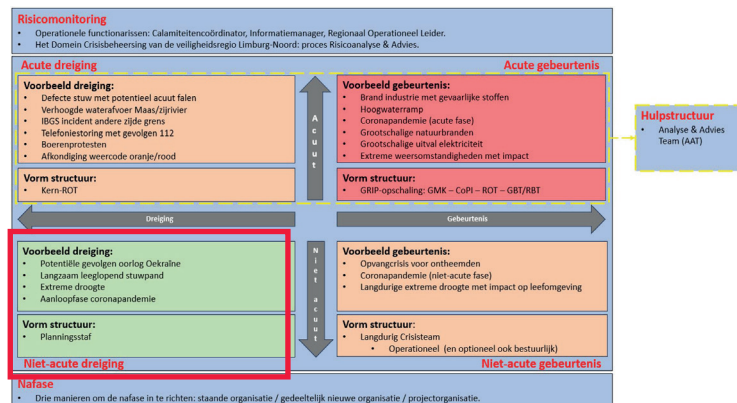 Risicomonitoring
• Operationele functionarissen: Calamiteitencoördinator, Informatiemanager, Regionaal Operationeel Leider.
• Het Domein Crisisbeheersing van de veiligheidsregio Limburg-Noord: proces Risicoanalyse & Advies.
Acute dreiging
Acute gebeurtenis
Voorbeeld dreiging:
• Defecte stuw met potentieel acuut falen
• Verhoogde waterafvoer Maas/zijrivier
• IBGS incident andere zijde grens
• Telefoniestoring met gevolgen 112
• Boerenprotesten
• Afkondiging weercode oranje/rood
Vorm structuur:
• Kern-ROT
Acuut
Voorbeeld gebeurtenis:
• Brand industrie met gevaarlijke stoffen
• Hoogwaterramp
• Coronapandemie (acute fase)
• Grootschalige natuurbranden
• Grootschalige uitval elektriciteit
• Extreme weersomstandigheden met impact
Vorm structuur:
• GRIP-opschaling: GMK – CoPI – ROT – GBT/RBT
Hulpstructuur
• Analyse & Advies
Team (AAT)
Dreiging
Gebeurtenis
Voorbeeld dreiging:
• Potentiële gevolgen oorlog Oekraïne
• Langzaam leeglopend stuwpand
• Extreme droogte
• Aanloopfase coronapandemie
Vorm structuur:
• Planningsstaf
Niet-acute dreiging
Niet acuut
Voorbeeld gebeurtenis:
• Opvangcrisis voor ontheemden
• Coronapandemie (niet-acute fase)
• Langdurige extreme droogte met impact op leefomgeving
Vorm structuur:
• Langdurig Crisisteam
• Operationeel (en optioneel ook bestuurlijk)
Niet-acute gebeurtenis
Nafase
• Drie manieren om de nafase in te richten: staande organisatie / gedeeltelijk nieuwe organisatie / projectorganisatie.